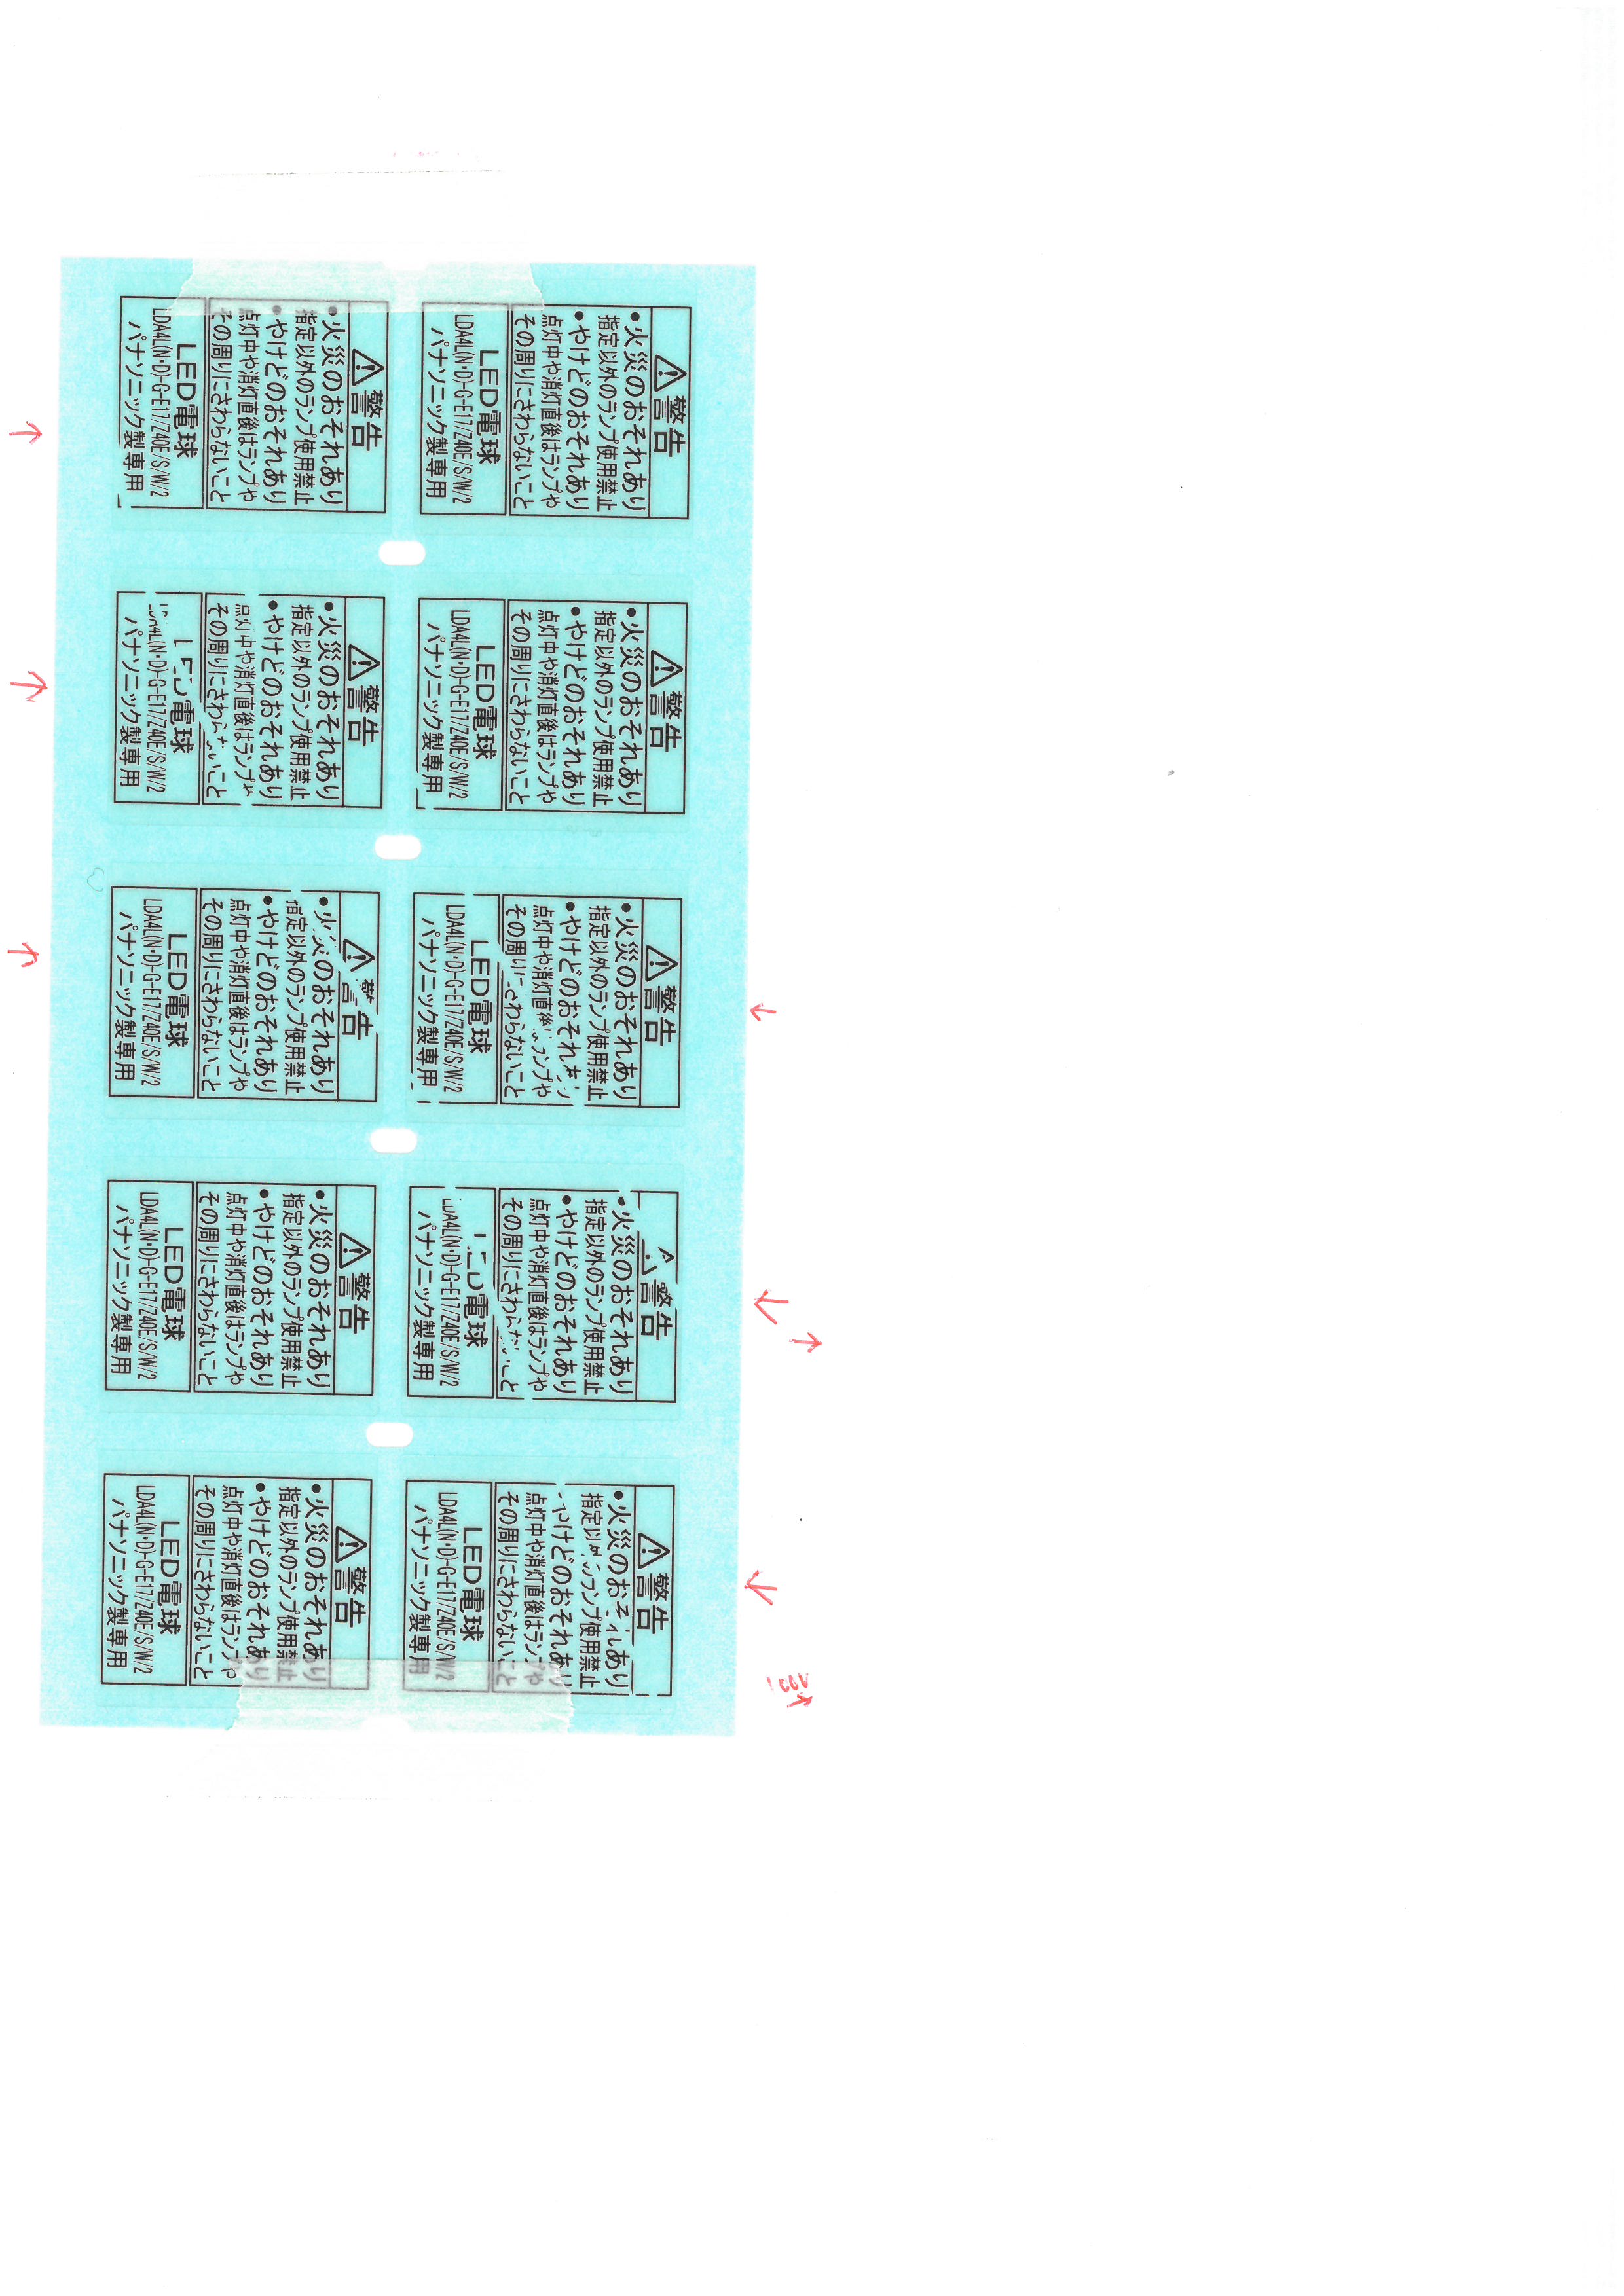 ⚠警告
•火災のおそれあり
指定以外のランプ使用禁止
•やけどのおそれあり
点灯中や消灯直後はランプや
その周りにさわらないこと
LED電球
LDA4L(N•D)-G-E17/Z40E/S/W/2
パナソニック製専用
⚠警告
•火災のおそれあり
指定以外のランプ使用禁止
•やけどのおそれあり
点灯中や消灯直後はランプや
その周りにさわらないこと
LED電球
LDA4L(N•D)-G-E17/Z40E/S/W/2
パナソニック製専用
⚠警告
•火災のおそれあり
指定以外のランプ使用禁止
•やけどのおそれ
点灯中や消灯直後ランプや
その周りにさわらないこと
LED電球
LDA4L(N•D)-G-E17/Z40E/S/W/2
パナソニック製専用
⚠警告
•火災のおそれあり
指定以外のランプ使用禁止
•やけどのおそれあり
点灯中や消灯直後はランプや
その周りにさわらないこと
電球
LDA4L(N•D)-G-E17/Z40E/S/W/2
パナソニック製専用
⚠警告
•火災のおそれあり
指定以外のランプ使用禁止
やけどのおそれあり
点灯中や消灯直後はランプや
その周りにさわらないこと
LED電球
LDA4L(N•D)-G-E17/Z40E/S/W/2
パナソニック製専用
⚠警告
•火災のおそれあり
指定以外のランプ使用禁止
•やけどのおそれあり
点灯中や消灯直後はランプや
その周りにさわらないこと
LED電球
LDA4L(N•D)-G-E17/Z40E/S/W/2
パナソニック製専用
⚠警告
•火災のおそれあり
指定以外のランプ使用禁止
•やけどのおそれあり
点灯中や消灯直後はランプや
その周りにさわらないこと
LED電球
LDA4L(N•D)-G-E17/Z40E/S/W/2
パナソニック製専用
⚠警告
•火災のおそれあり
指定以外のランプ使用禁止
•やけどのおそれあり
点灯中や消灯直後はランプや
その周りにさわらないこと
LED電球
LDA4L(N•D)-G-E17/Z40E/S/W/2
パナソニック製専用
⚠警告
•火災のおそれあり
指定以外のランプ使用禁止
•やけどのおそれあり
点灯中や消灯直後はランプや
その周りにさわらないこと
LED電球
LDA4L(N•D)-G-E17/Z40E/S/W/2
パナソニック製専用
⚠警告
•火災のおそれあり
指定以外のランプ使用禁止
•やけどのおそれあり
点灯中や消灯直後はランプや
その周りにさわらないこと
LED電球
LDA4L(N•D)-G-E17/Z40E/S/W/2
パナソニック製専用